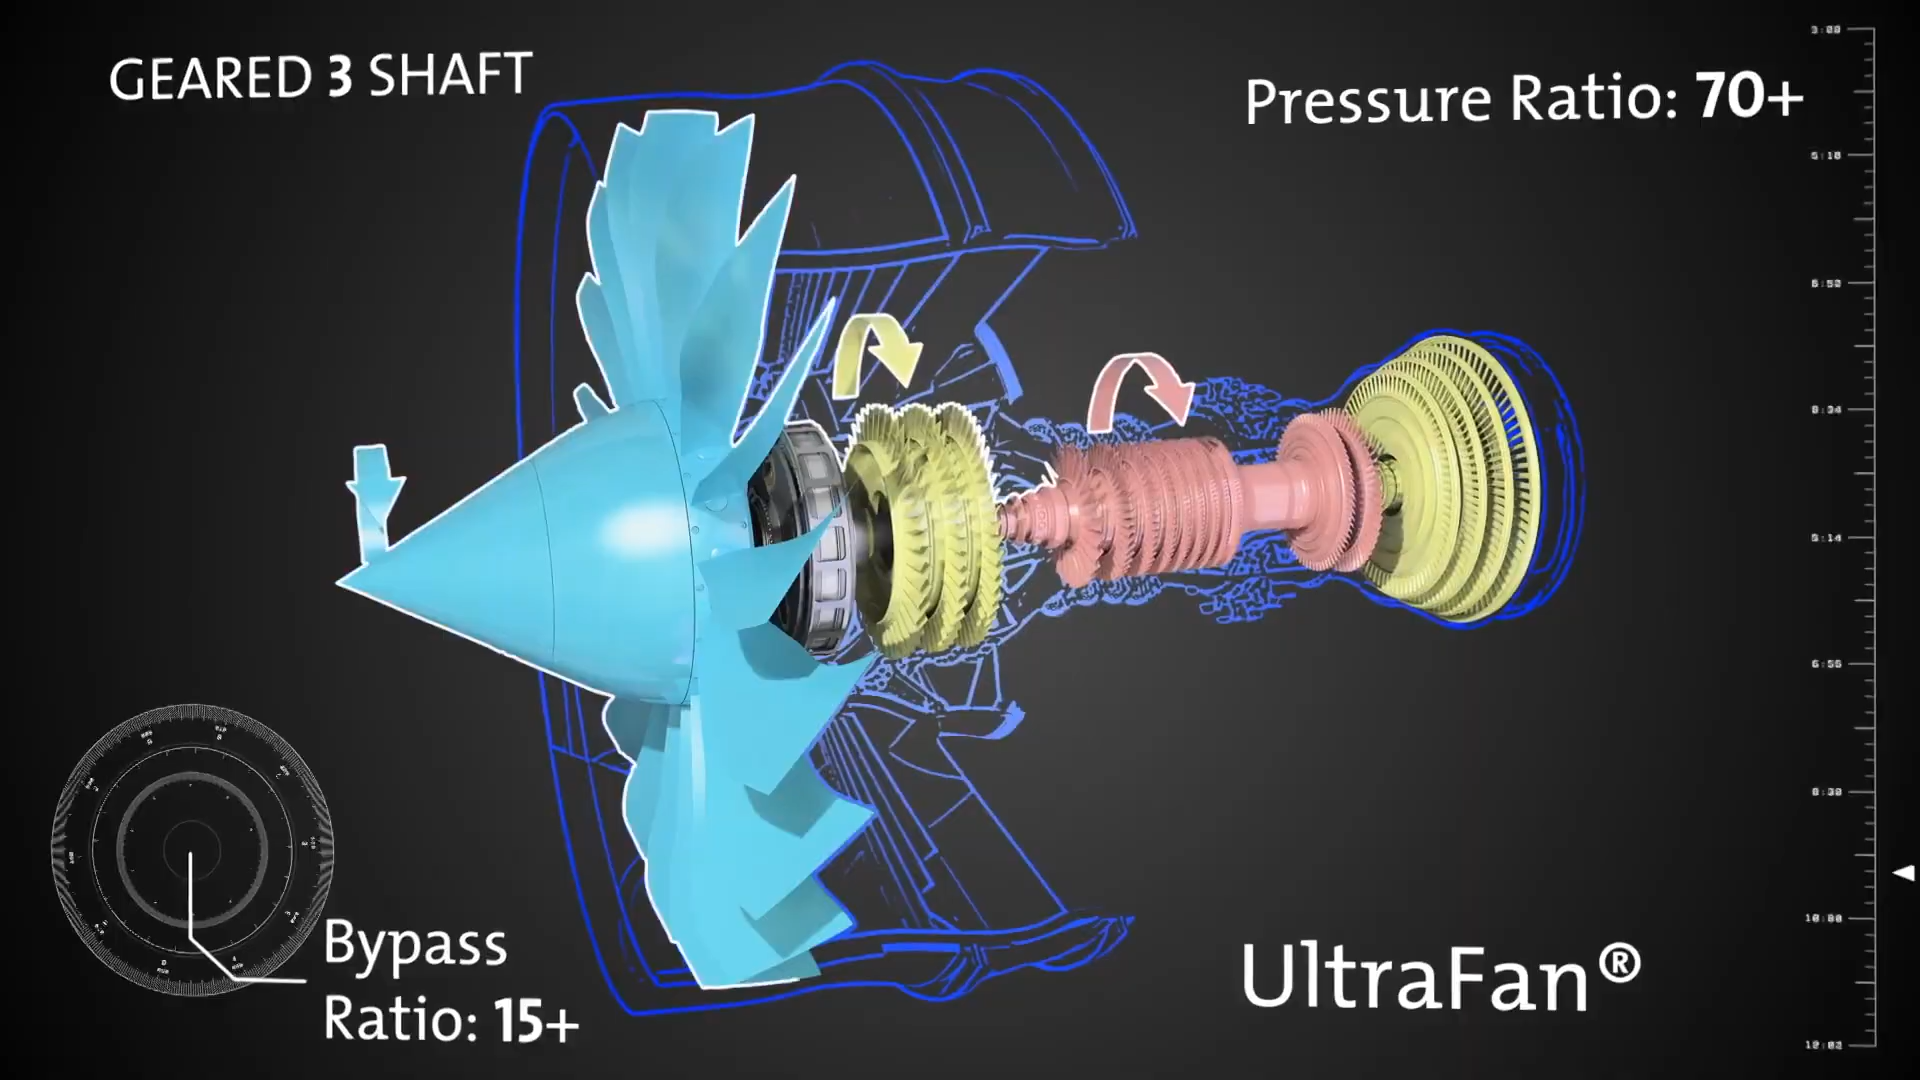 GEARED 3 SHAFT
Pressure Ratio: 70+
Bypass
Ratio: 15+
UltraFan®